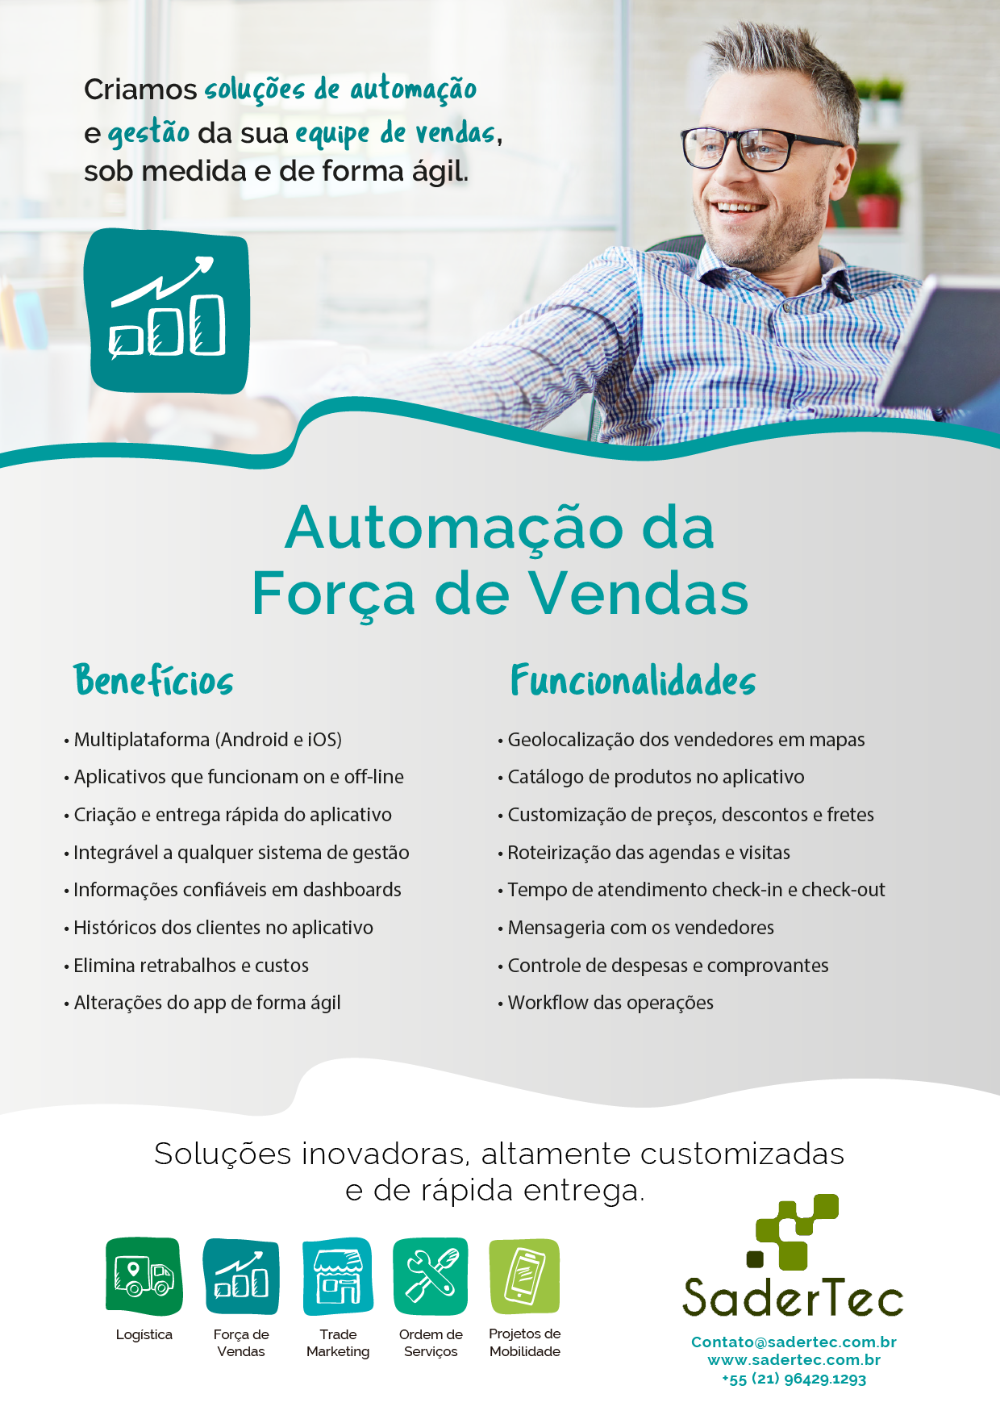 Criamos soluções de automação
e gestão da sua equipe de vendas,
sob medida e de forma ágil.
Automação da
Força de Vendas
Benefícios
• Multiplataforma (Android e iOS)
• Aplicativos que funcionam on e off-line
• Criação e entrega rápida do aplicativo
• Integrável a qualquer sistema de gestão
• Informações confiáveis em dashboards
• Históricos dos clientes no aplicativo
• Elimina retrabalhos e custos
• Alterações do app de forma ágil
Funcionalidades
• Geolocalização dos vendedores em mapas
• Catálogo de produtos no aplicativo
• Customização de preços, descontos e fretes
• Roteirização das agendas e visitas
• Tempo de atendimento check-in e check-out
• Mensageria com os vendedores
• Controle de despesas e comprovantes
• Workflow das operações
Soluções inovadoras, altamente customizadas
e de rápida entrega.
Logística
Força de
Vendas
Trade
Marketing
Ordem de
Serviços
Projetos de
Mobilidade
SaderTec
Contato@sadertec.com.br
www.sadertec.com.br
+55 (21) 96429.1293